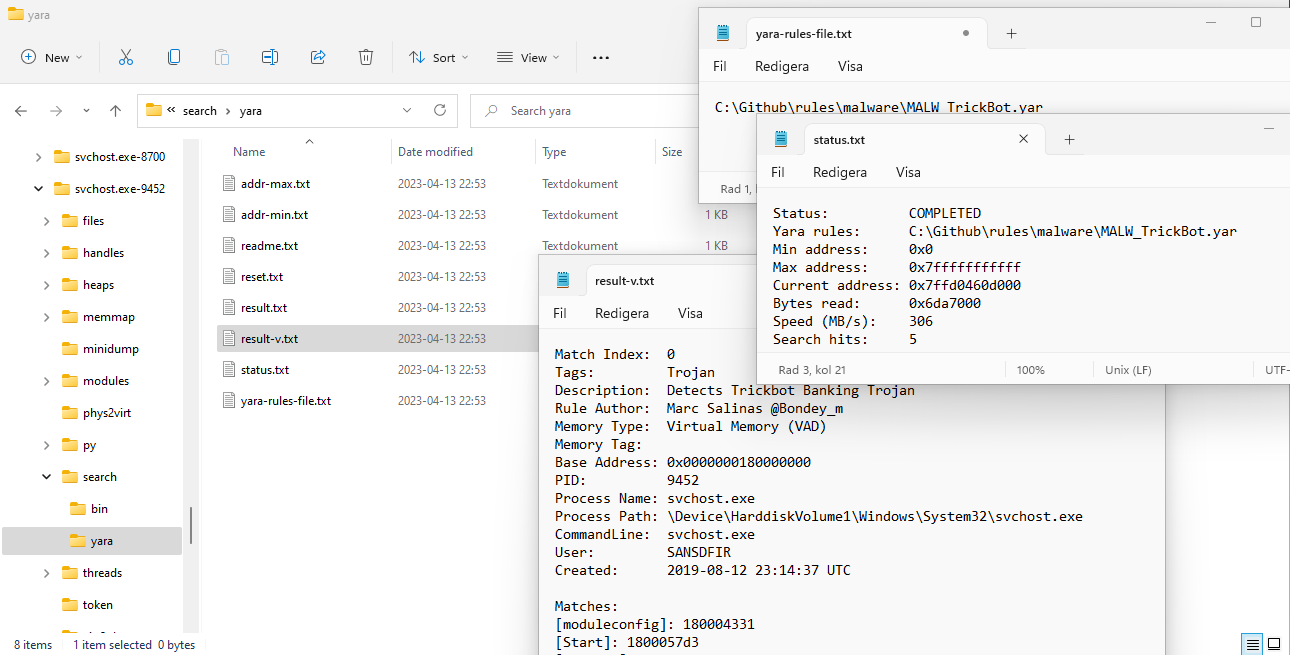 yara
New
Sort
View
search
yara
Search yara
svchost.exe-8700
svchost.exe-9452
files
handles
heaps
memmap
minidump
modules
phys2virt
py
search
bin
yara
threads
token
8 items 1 item selected 0 bytes
Name Date modified Type Size
addr-max.txt 2023-04-13 22:53 Textdokument
addr-min.txt 2023-04-13 22:53 Textdokument 1 KB
readme.txt 2023-04-13 22:53 Textdokument 1 KB
reset.txt 2023-04-13 22:53
result.txt 2023-04-13 22:53
result-v.txt 2023-04-13 22:53
status.txt 2023-04-13 22:53
yara-rules-file.txt 2023-04-13 22:53
yara-rules-file.txt
Fil Redigera Visa
C:\Github\rules\malware\MALW_TrickBot.yar
Rad 1,
status.txt
Fil Redigera Visa
Status: COMPLETED
Yara rules: C:\Github\rules\malware\MALW_TrickBot.yar
Min address: 0x0
Max address: 0x7fffffffffff
Current address: 0x7ffd0460d000
Bytes read: 0x6da7000
Speed (MB/s): 306
Search hits: 5
Rad 3, kol 21 100% Unix (LF) UTF-
result-v.txt
Fil Redigera Visa
Match Index: 0
Tags: Trojan
Description: Detects Trickbot Banking Trojan
Rule Author: Marc Salinas @Bondey_m
Memory Type: Virtual Memory (VAD)
Memory Tag:
Base Address: 0x0000000180000000
PID: 9452
Process Name: svchost.exe
Process Path: \Device\HarddiskVolume1\Windows\System32\svchost.exe
CommandLine: svchost.exe
User: SANSDFIR
Created: 2019-08-12 23:14:37 UTC
Matches:
[moduleconfig]: 180004331
[Start]: 1800057d3